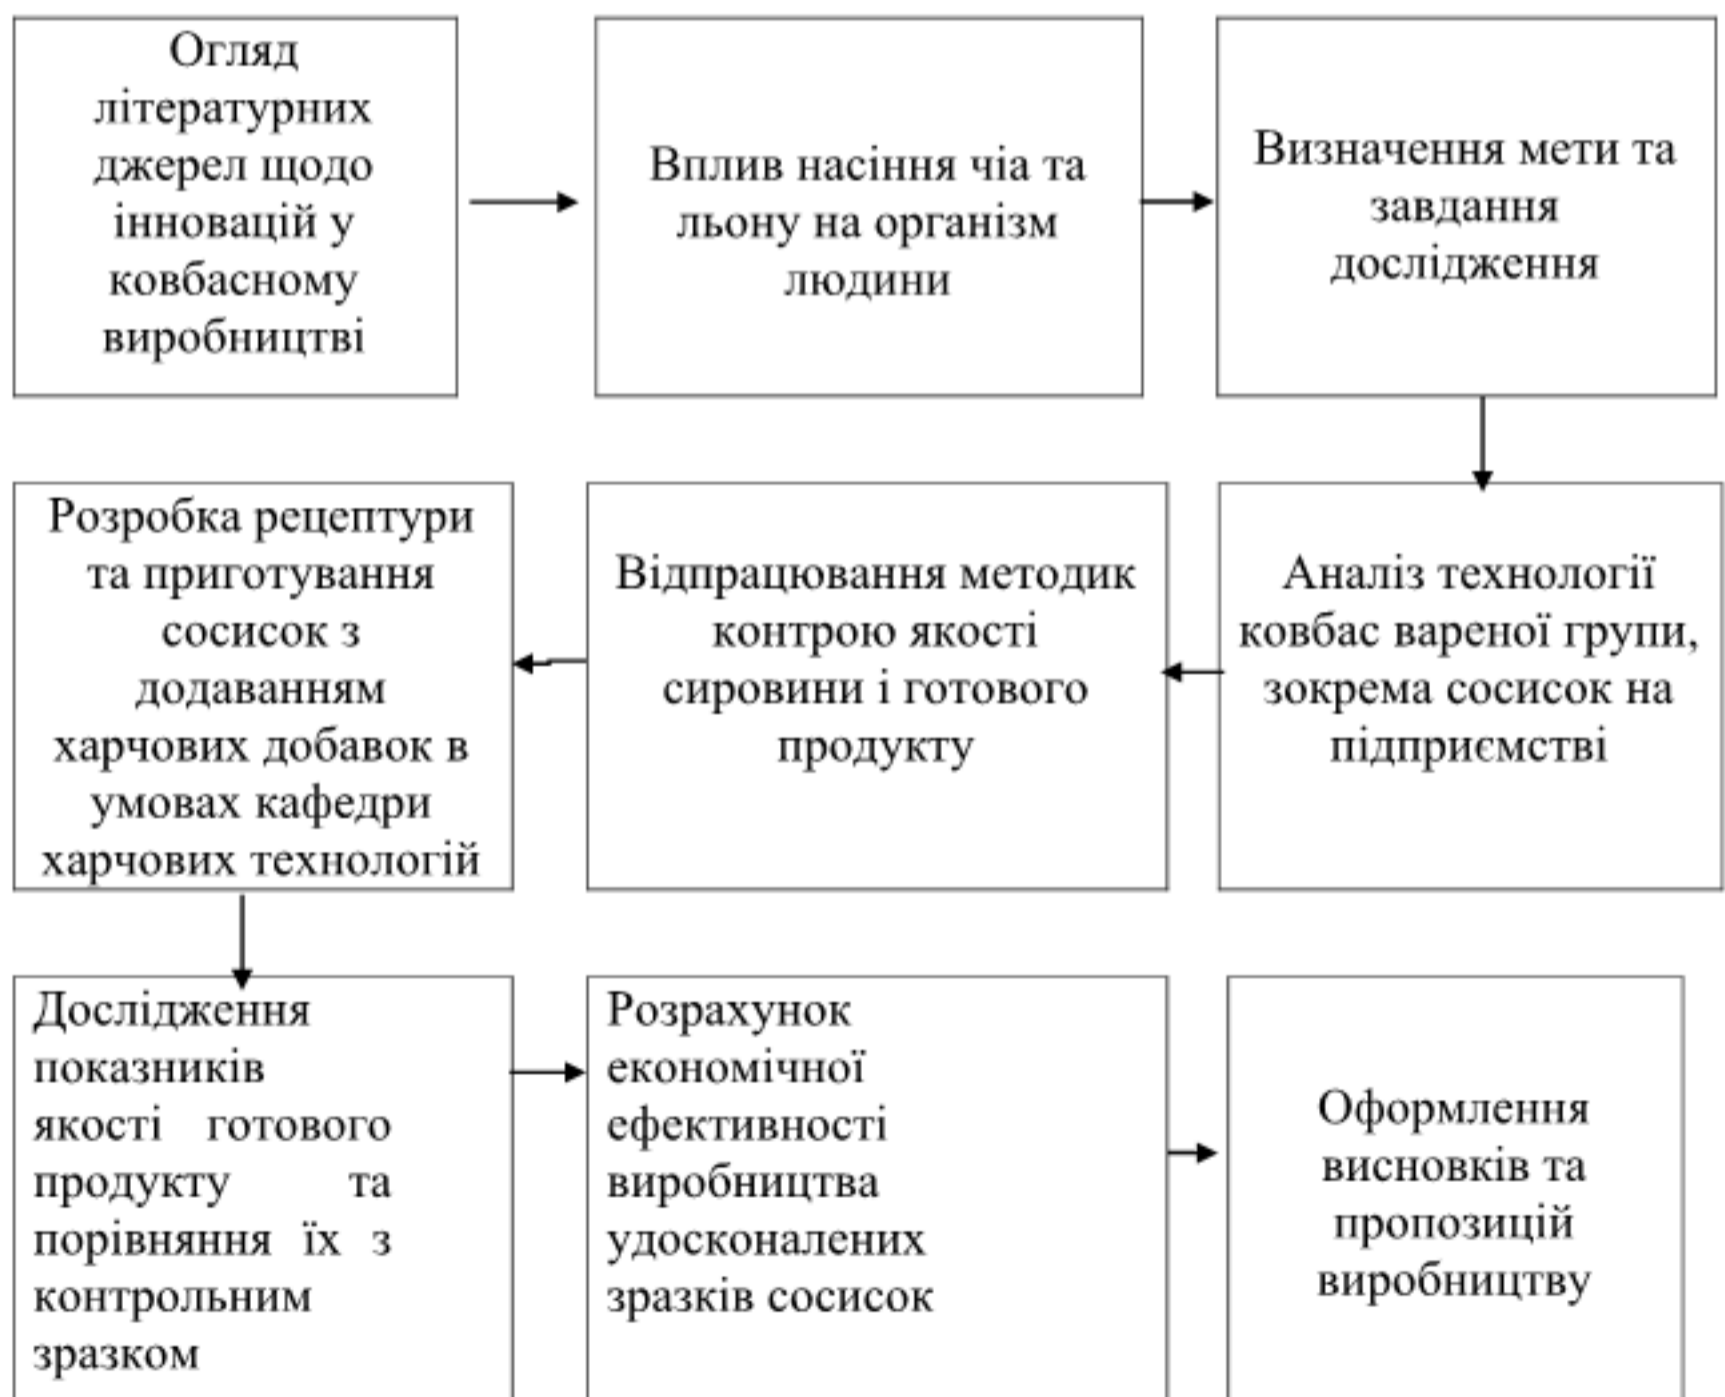 Огляд
літературних
джерел щодо
інновацій у
ковбасному
виробництві
Вплив насіння чіа та
льону на організм
людини
Визначення мети та
завдання
дослідження
Аналіз технології
ковбас вареної групи,
зокрема сосисок на
підприємстві
Відпрацювання методик
контрою якості
сировини і готового
продукту
Розробка рецептури
та приготування
сосисок з
додаванням
харчових добавок в
умовах кафедри
харчових технологій
Дослідження
показників
якості готового
продукту та
порівняння їх з
контрольним
зразком
Розрахунок
економічної
ефективності
виробництва
удосконалених
зразків сосисок
Оформлення
висновків та
пропозицій
виробництву